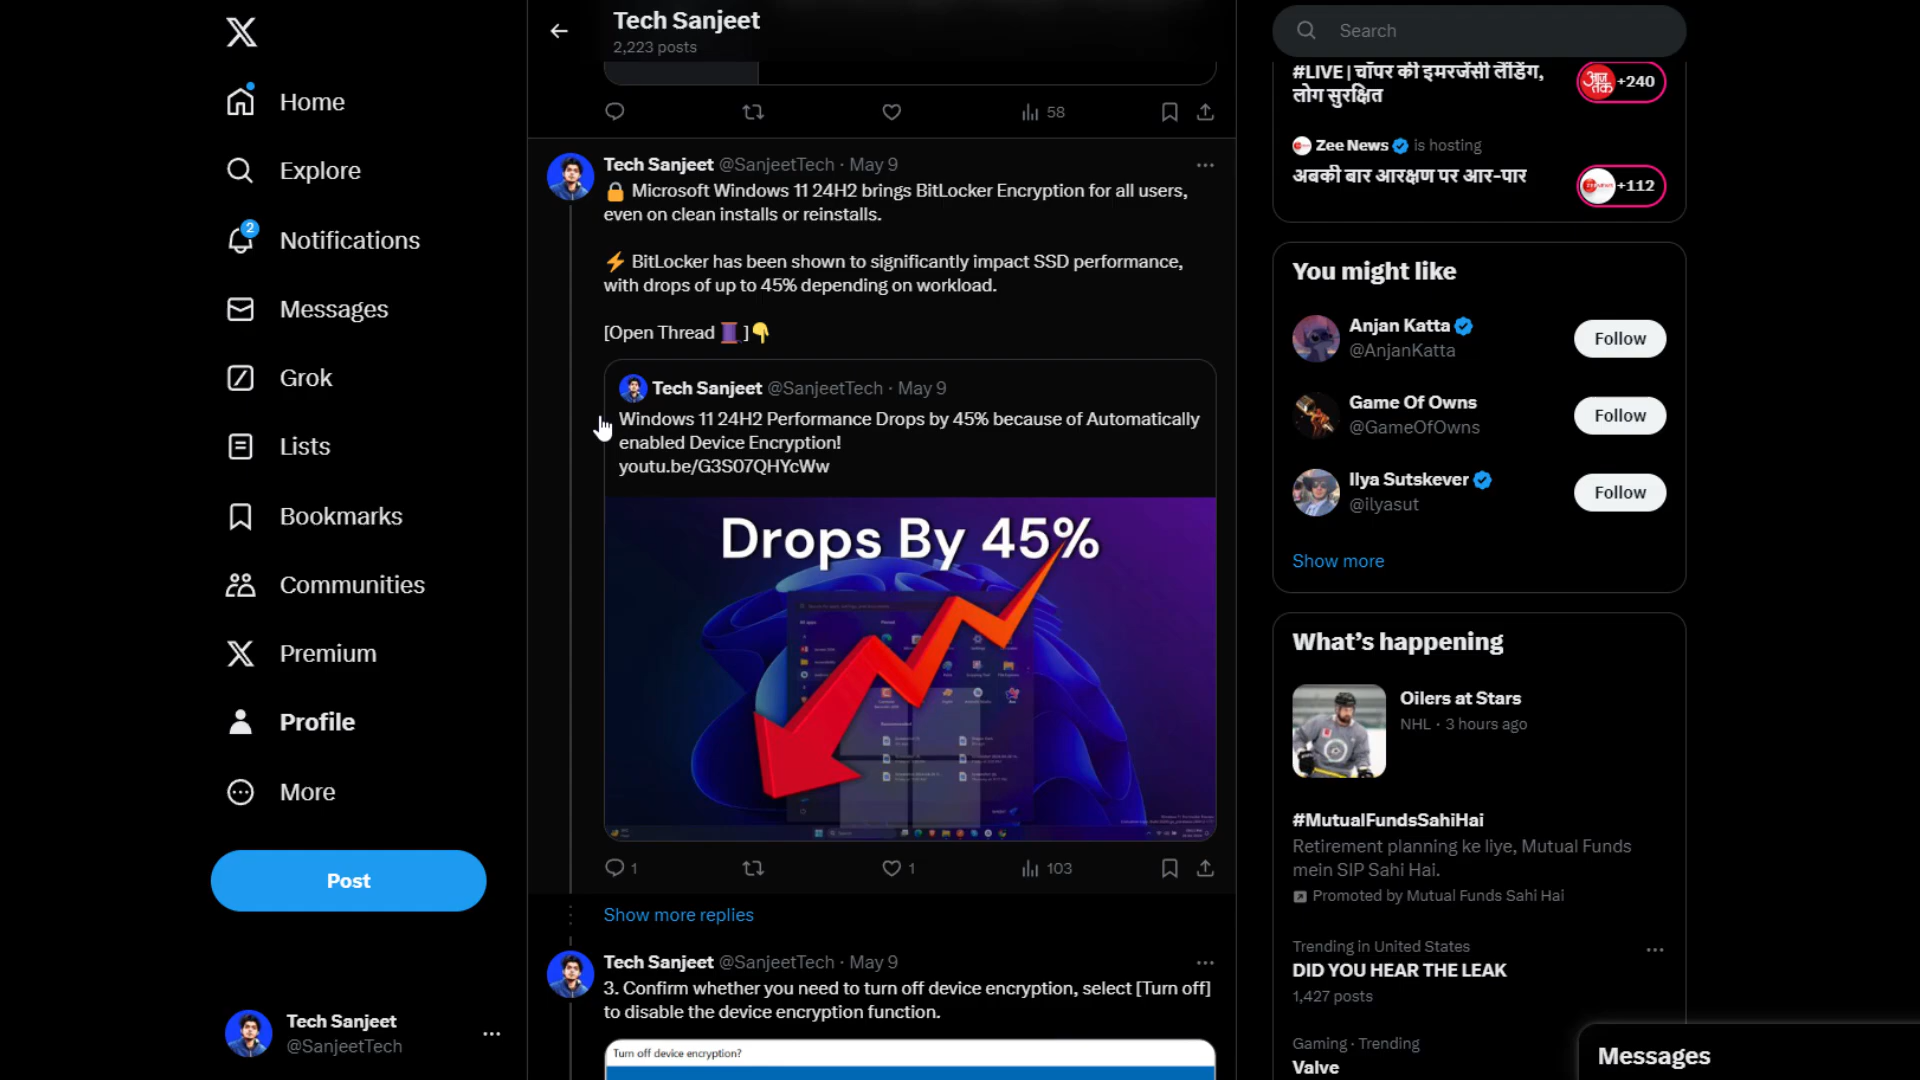 Home
Explore
2
Notifications
Messages
Grok
Lists
Bookmarks
Communities
Premium
Profile
More
Post
Tech Sanjeet
@SanjeetTech
Tech Sanjeet
2,223 posts
58
Tech Sanjeet @SanjeetTech · May 9
🔒 Microsoft Windows 11 24H2 brings BitLocker Encryption for all users,
even on clean installs or reinstalls.
⚡ BitLocker has been shown to significantly impact SSD performance,
with drops of up to 45% depending on workload.
[Open Thread 🧵]👇
Tech Sanjeet @SanjeetTech · May 9
Windows 11 24H2 Performance Drops by 45% because of Automatically
enabled Device Encryption!
youtu.be/G3S07QHYcWw
Drops By 45%
1
1
103
Show more replies
Tech Sanjeet @SanjeetTech · May 9
3. Confirm whether you need to turn off device encryption, select [Turn off]
to disable the device encryption function.
Turn off device encryption?
Search
#LIVE | चॉपर की इमरजेंसी लैंडिंग,
लोग सुरक्षित
आज तक
+240
Zee News is hosting
अबकी बार आरक्षण पर आर-पार
+112
You might like
Anjan Katta
@AnjanKatta
Follow
Game Of Owns
@GameOfOwns
Follow
Ilya Sutskever
@ilyasut
Follow
Show more
What's happening
Oilers at Stars
NHL · 3 hours ago
#MutualFundsSahiHai
Retirement planning ke liye, Mutual Funds
mein SIP Sahi Hai.
Promoted by Mutual Funds Sahi Hai
Trending in United States
DID YOU HEAR THE LEAK
1,427 posts
Gaming · Trending
Valve
Messages